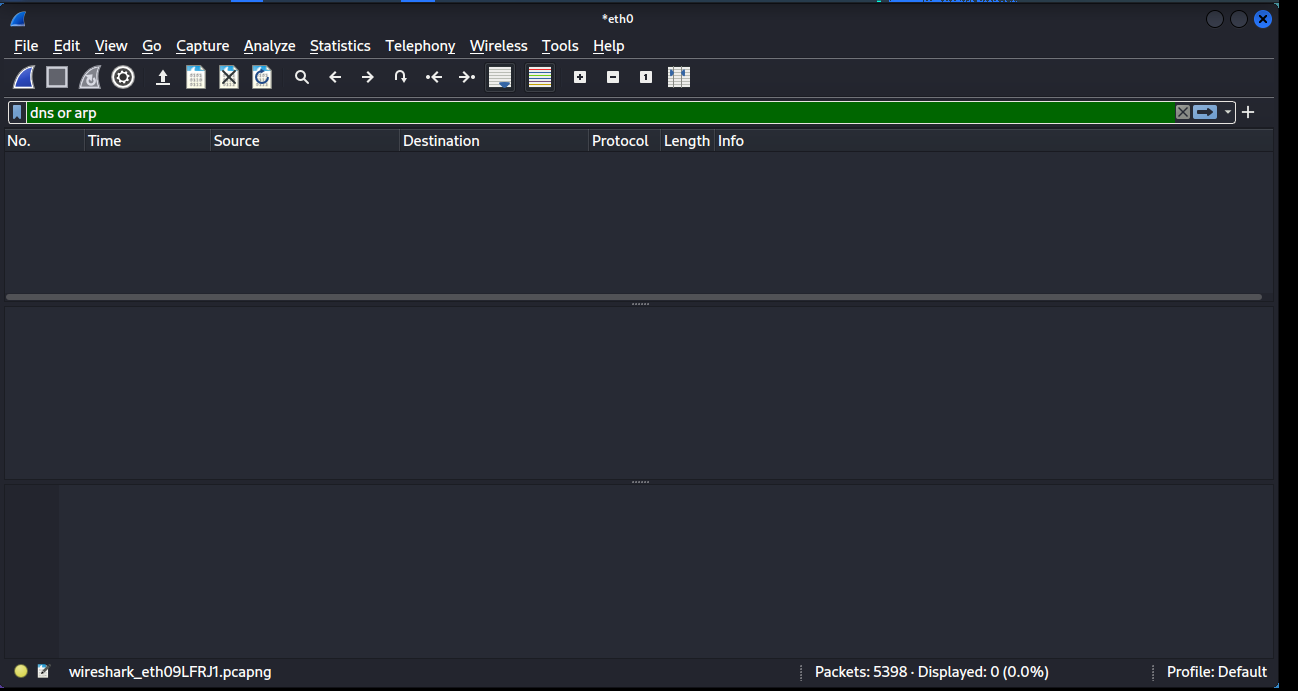 *eth0
File Edit View Go Capture Analyze Statistics Telephony Wireless Tools Help
dns or arp
No. Time Source Destination Protocol Length Info
wireshark_eth09LFRJ1.pcapng Packets: 5398 · Displayed: 0 (0.0%) Profile: Default